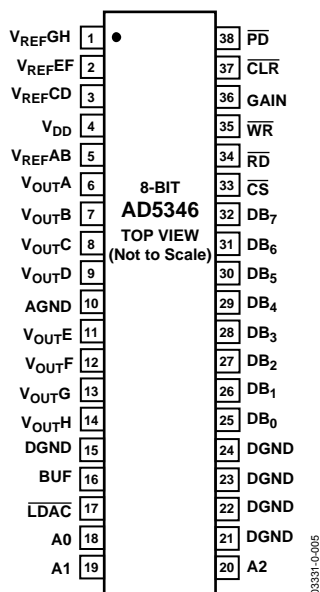 VREFGH 1
VREFEF 2
VREFCD 3
VDD 4
VREFAB 5
VOUTA 6
VOUTB 7
VOUTC 8
VOUTD 9
AGND 10
VOUTE 11
VOUTF 12
VOUTG 13
VOUTH 14
DGND 15
BUF 16
LDAC 17
A0 18
A1 19
8-BIT
AD5346
TOP VIEW
(Not to Scale)
38 PD
37 CLR
36 GAIN
35 WR
34 RD
33 CS
32 DB7
31 DB6
30 DB5
29 DB4
28 DB3
27 DB2
26 DB1
25 DB0
24 DGND
23 DGND
22 DGND
21 DGND
20 A2
03331-0-005